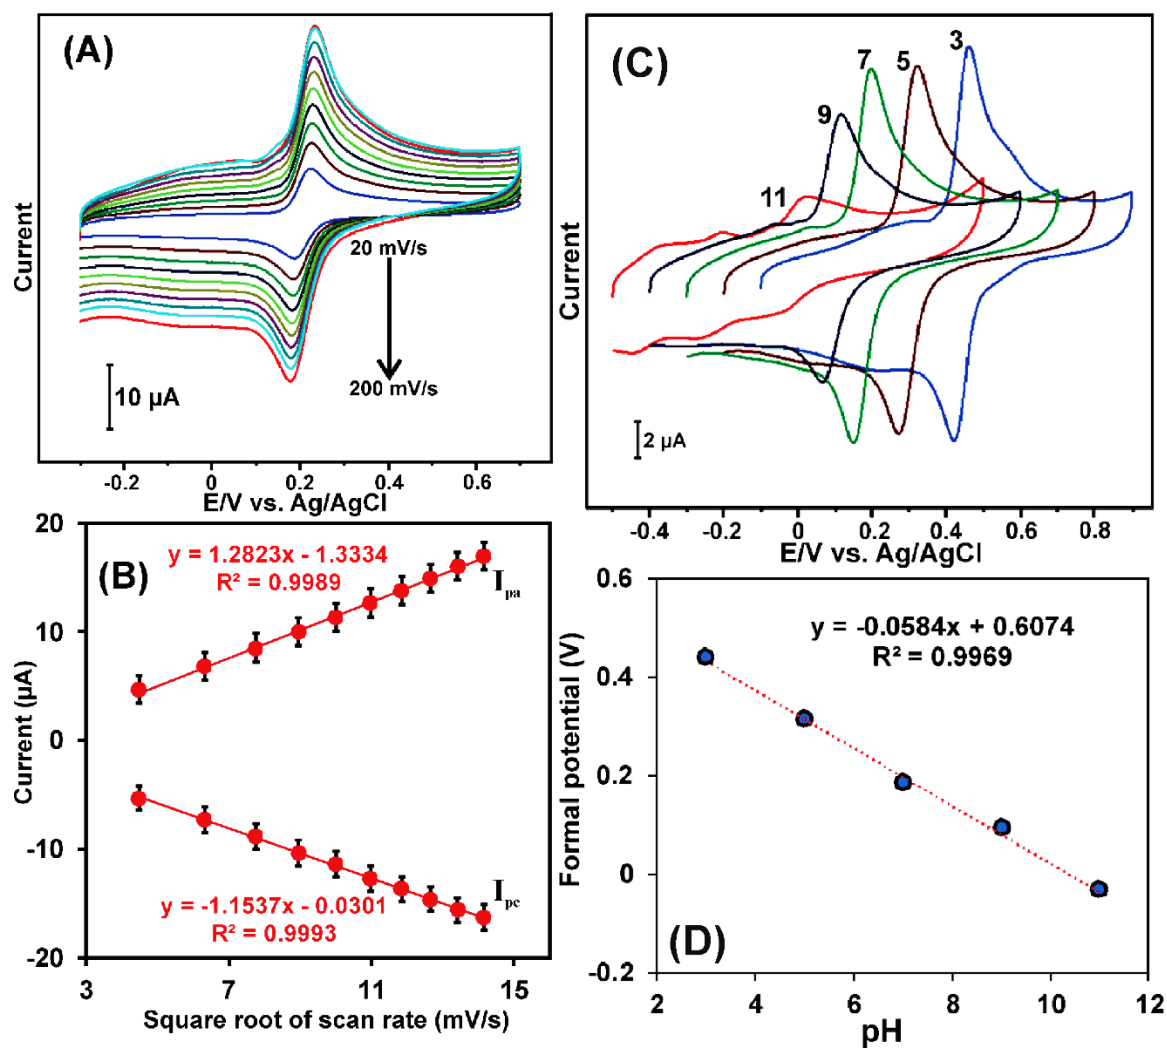 (A)
Current
20 mV/s
200 mV/s
10 µA
-0.2 0 0.2 0.4 0.6
E/V vs. Ag/AgCl
(C)
Current
3
5
7
9
11
2 µA
-0.4 -0.2 0 0.2 0.4 0.6 0.8
E/V vs. Ag/AgCl
(B)
Current (µA)
20
10
0
-10
-20
y = 1.2823x - 1.3334
R² = 0.9989
Ipa
Ipc
y = -1.1537x - 0.0301
R² = 0.9993
3 7 11 15
Square root of scan rate (mV/s)
(D)
Formal potential (V)
0.6
0.4
0.2
0
-0.2
y = -0.0584x + 0.6074
R² = 0.9969
2 4 6 8 10 12
pH